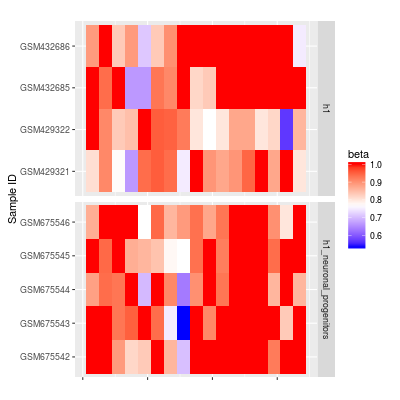 GSM432686
GSM432685
GSM429322
GSM429321
h1
GSM675546
GSM675545
GSM675544
GSM675543
GSM675542
h1_neuronal_progenitors
Sample ID
beta
1.0
0.9
0.8
0.7
0.6